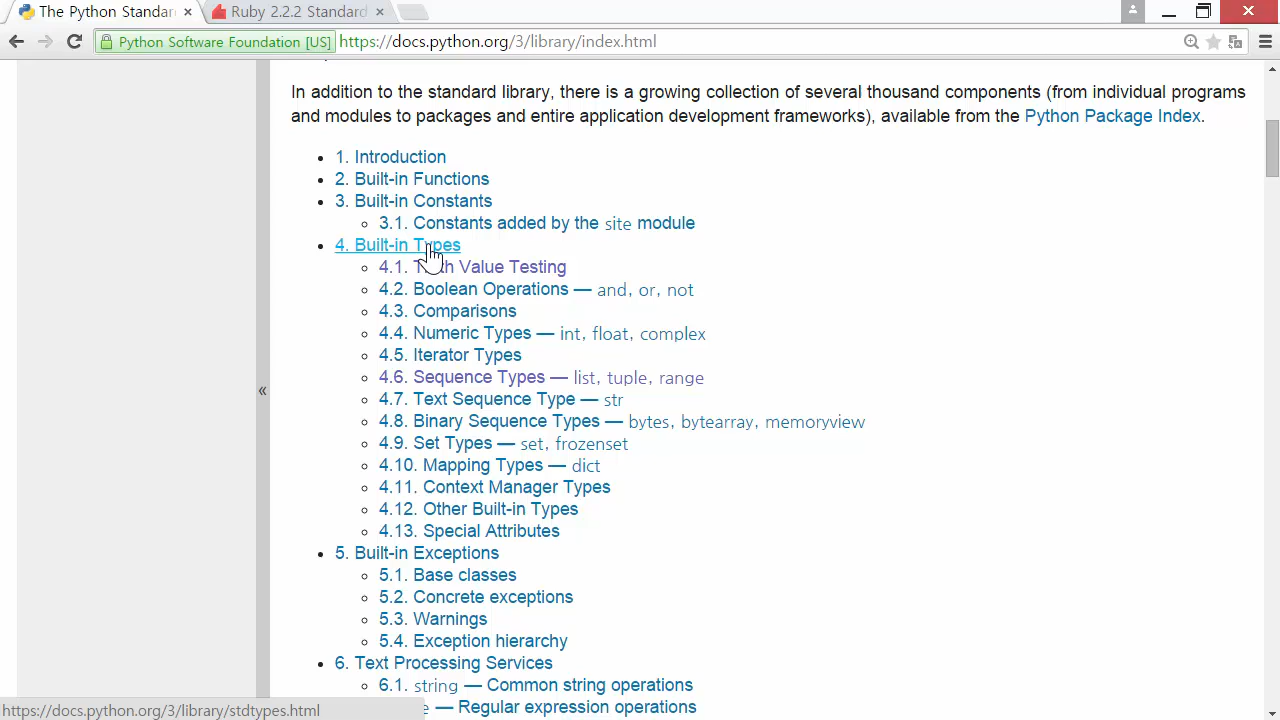 The Python Standar
Ruby 2.2.2 Standard
Python Software Foundation [US] https://docs.python.org/3/library/index.html
In addition to the standard library, there is a growing collection of several thousand components (from individual programs
and modules to packages and entire application development frameworks), available from the Python Package Index.
1. Introduction
2. Built-in Functions
3. Built-in Constants
3.1. Constants added by the site module
4. Built-in Types
4.1. Value Testing
4.2. Boolean Operations — and, or, not
4.3. Comparisons
4.4. Numeric Types — int, float, complex
4.5. Iterator Types
4.6. Sequence Types — list, tuple, range
4.7. Text Sequence Type — str
4.8. Binary Sequence Types — bytes, bytearray, memoryview
4.9. Set Types — set, frozenset
4.10. Mapping Types — dict
4.11. Context Manager Types
4.12. Other Built-in Types
4.13. Special Attributes
5. Built-in Exceptions
5.1. Base classes
5.2. Concrete exceptions
5.3. Warnings
5.4. Exception hierarchy
6. Text Processing Services
6.1. string — Common string operations
— Regular expression operations
https://docs.python.org/3/library/stdtypes.html